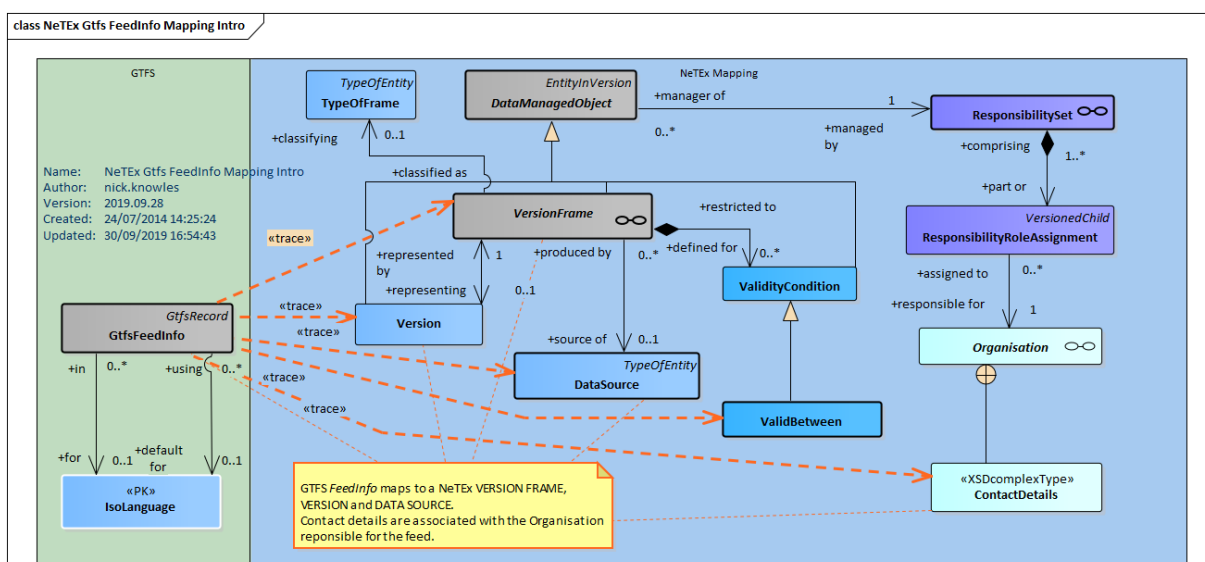 class NeTEx Gtfs FeedInfo Mapping Intro
GTFS
NeTEx Mapping
Name: NeTEx Gtfs FeedInfo Mapping Intro
Author: nick.knowles
Version: 2019.09.28
Created: 24/07/2014 14:25:24
Updated: 30/09/2019 16:54:43
TypeOfEntity
TypeOfFrame
EntityInVersion
DataManagedObject
+manager of
0..*
1
+managed
by
ResponsibilitySet
+comprising
1..*
+part or
VersionedChild
ResponsibilityRoleAssignment
+assigned to
0..*
+responsible for
1
Organisation
«XSDcomplexType»
ContactDetails
+classifying
0..1
+classified as
VersionFrame
+restricted to
+defined for
0..*
ValidityCondition
ValidBetween
+represented
by
1
+representing
0..1
Version
+produced by
0..*
+source of
0..1
TypeOfEntity
DataSource
«trace»
«trace»
«trace»
«trace»
«trace»
GtfsRecord
GtfsFeedInfo
+in
0..*
+using
0..*
+for
0..1
+default
for
0..1
«PK»
IsoLanguage
GTFS FeedInfo maps to a NeTEx VERSION FRAME,
VERSION and DATA SOURCE.
Contact details are associated with the Organisation
reponsible for the feed.